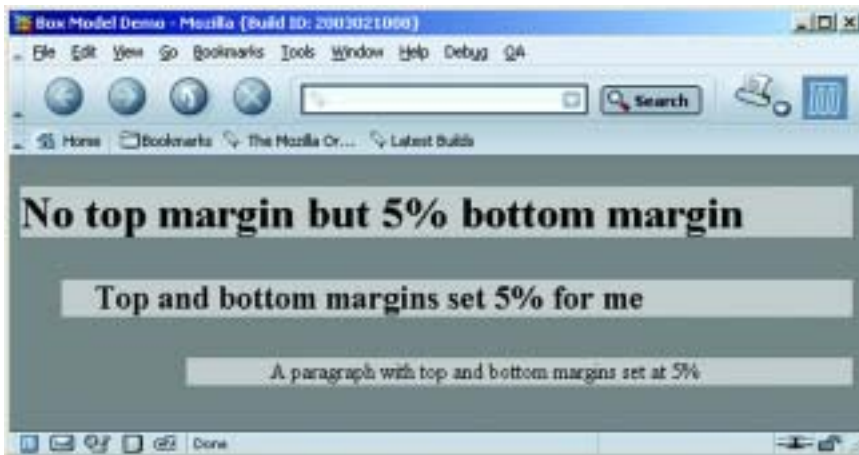 Box Model Demo - Mozilla {Build ID: 2003021008}
File Edit View Go Bookmarks Tools Window Help Debug QA
Search
Home Bookmarks The Mozilla Or... Latest Builds
No top margin but 5% bottom margin
Top and bottom margins set 5% for me
A paragraph with top and bottom margins set at 5%
Done